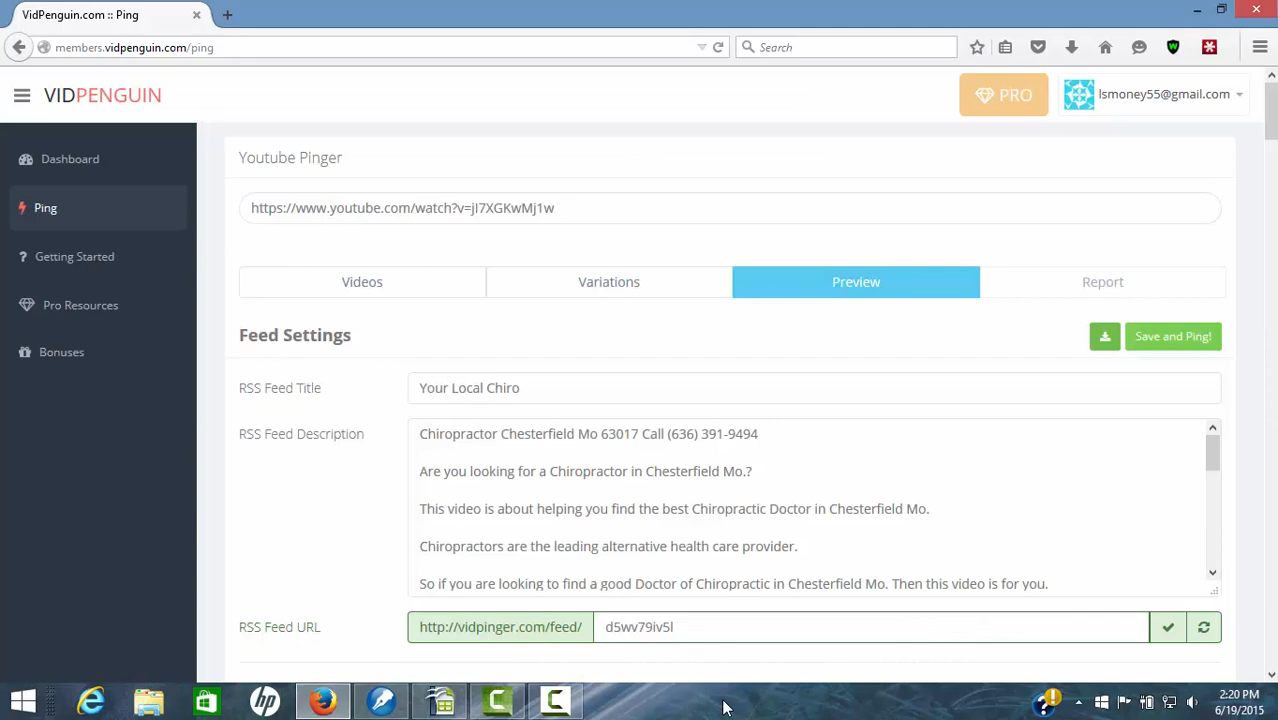 VidPenguin.com :: Ping
members.vidpenguin.com/ping
Search
VIDPENGUIN
PRO
lsmoney55@gmail.com
Dashboard
Ping
Getting Started
Pro Resources
Bonuses
Youtube Pinger
https://www.youtube.com/watch?v=jI7XGKwMj1w
Videos
Variations
Preview
Report
Feed Settings
Save and Ping!
RSS Feed Title
Your Local Chiro
RSS Feed Description
Chiropractor Chesterfield Mo 63017 Call (636) 391-9494
Are you looking for a Chiropractor in Chesterfield Mo.?
This video is about helping you find the best Chiropractic Doctor in Chesterfield Mo.
Chiropractors are the leading alternative health care provider.
So if you are looking to find a good Doctor of Chiropractic in Chesterfield Mo. Then this video is for you.
RSS Feed URL
http://vidpinger.com/feed/
d5wv79iv5l
2:20 PM
6/19/2015